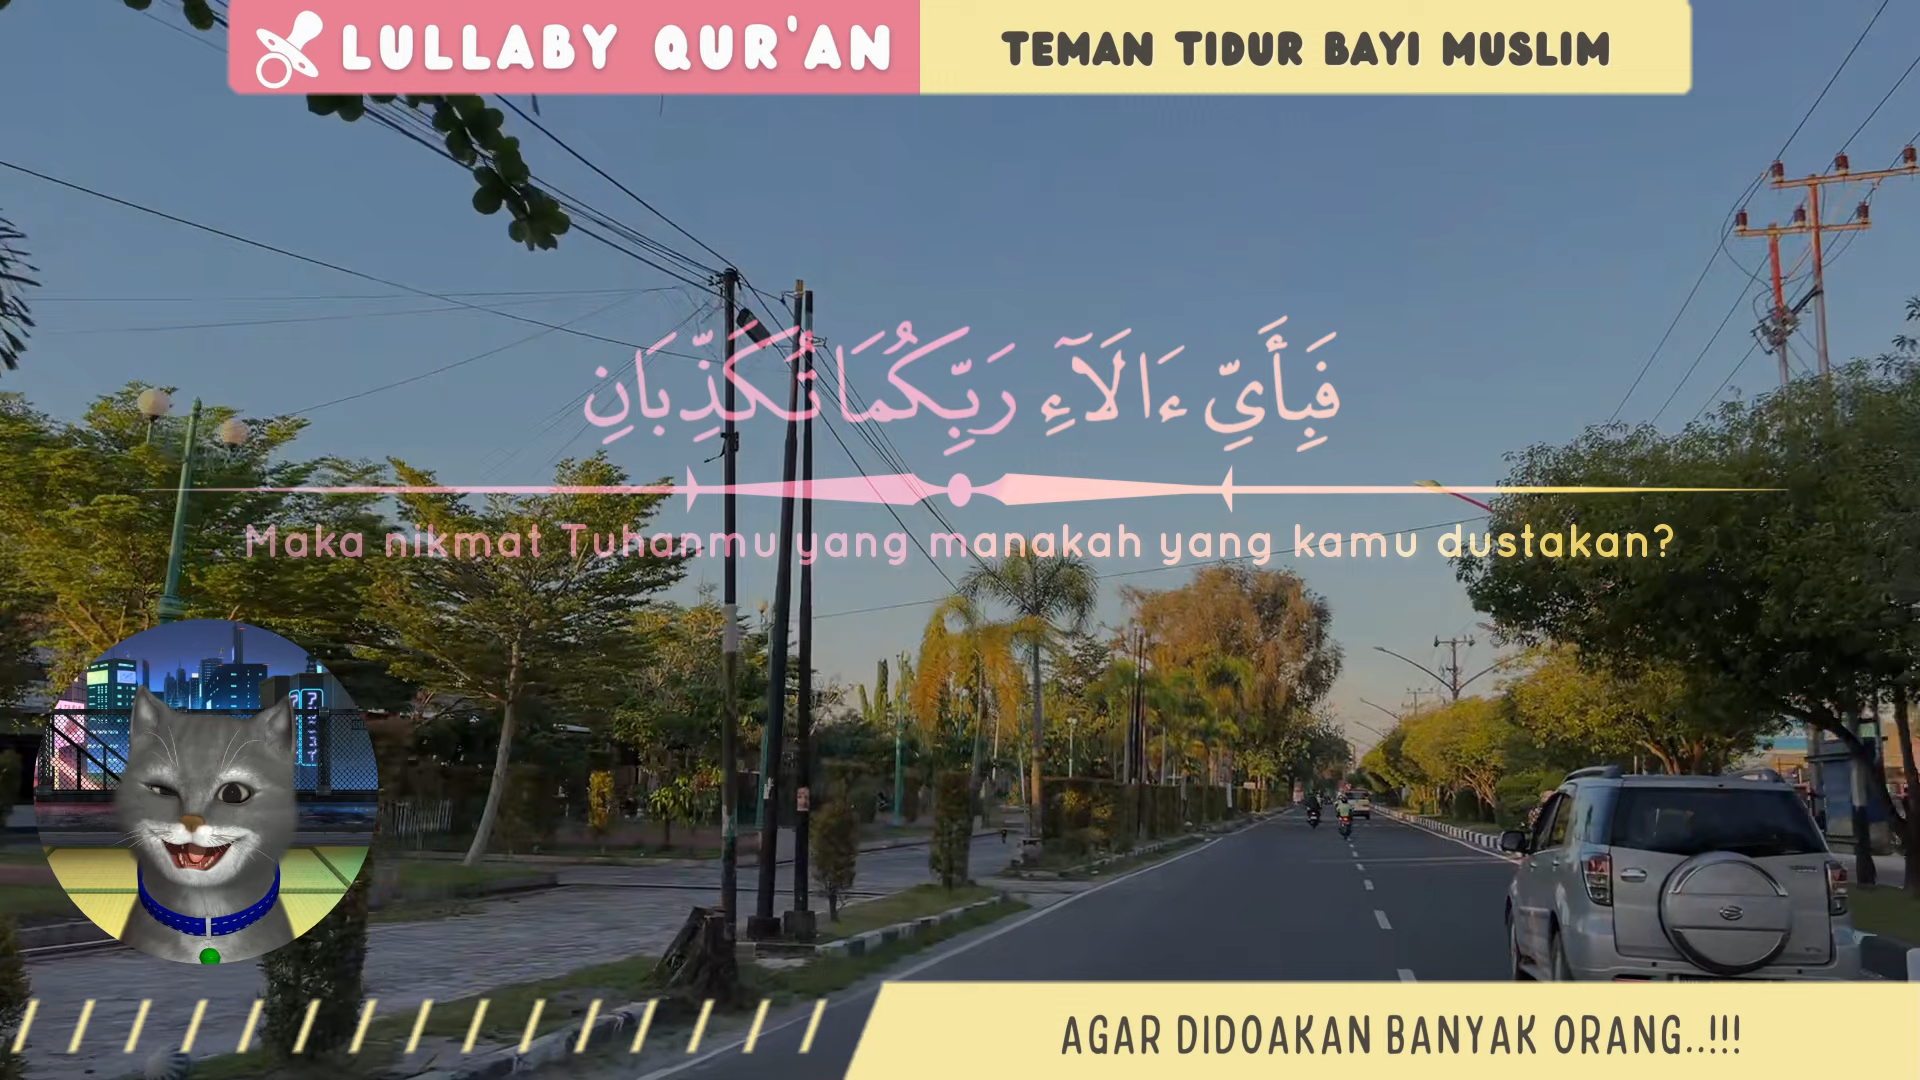 LULLABY QUR'AN
TEMAN TIDUR BAYI MUSLIM
فَبِأَيِّ ءَالَآءِ رَبِّكُمَا تُكَذِّبَانِ
Maka nikmat Tuhanmu yang manakah yang kamu dustakan?
AGAR DIDOAKAN BANYAK ORANG..!!!